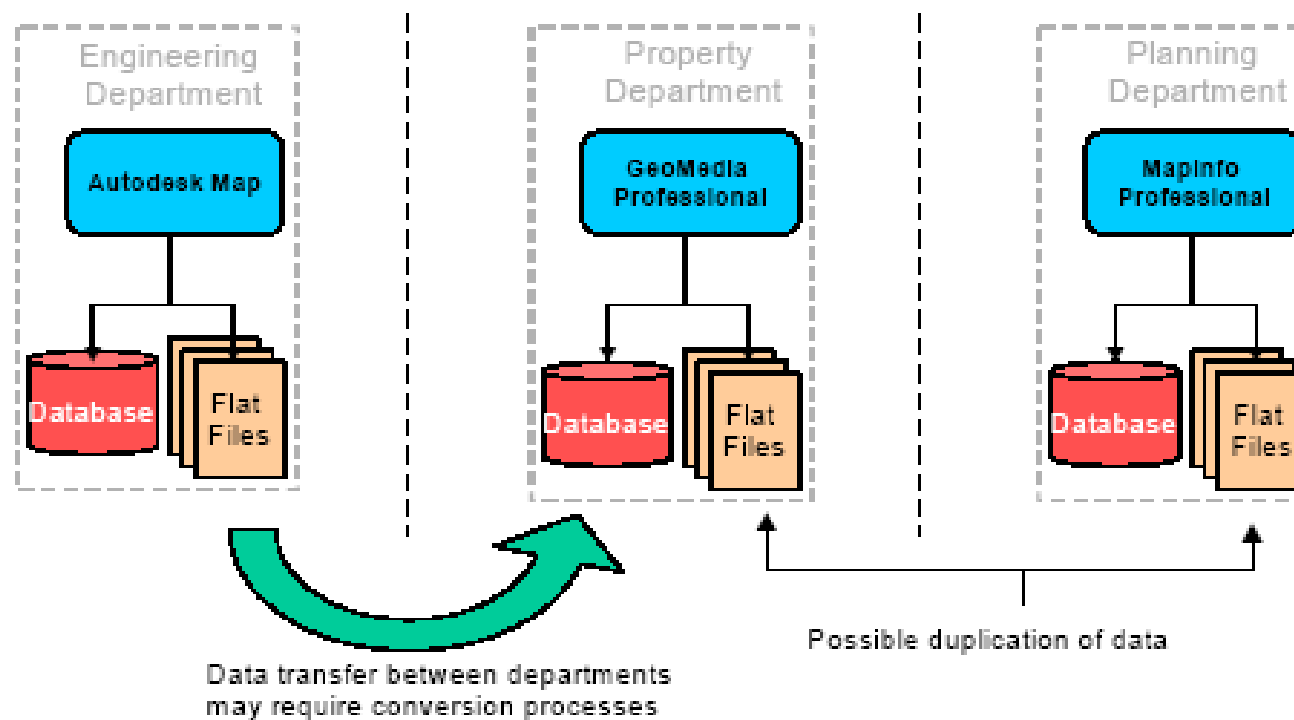 Engineering
Department
Autodesk Map
Database
Flat
Files
Property
Department
GeoMedia
Professional
Database
Flat
Files
Planning
Department
MapInfo
Professional
Database
Flat
Files
Data transfer between departments
may require conversion processes
Possible duplication of data